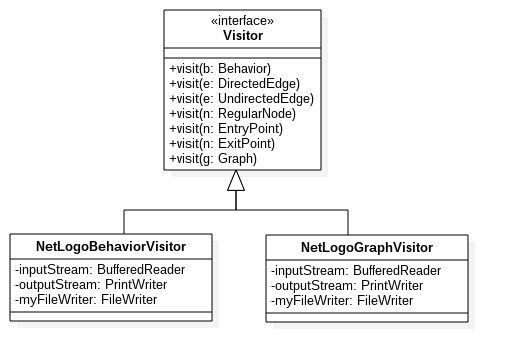 «interface»
Visitor
+visit(b: Behavior)
+visit(e: DirectedEdge)
+visit(e: UndirectedEdge)
+visit(n: RegularNode)
+visit(n: EntryPoint)
+visit(n: ExitPoint)
+visit(g: Graph)
NetLogoBehaviorVisitor
-inputStream: BufferedReader
-outputStream: PrintWriter
-myFileWriter: FileWriter
NetLogoGraphVisitor
-inputStream: BufferedReader
-outputStream: PrintWriter
-myFileWriter: FileWriter